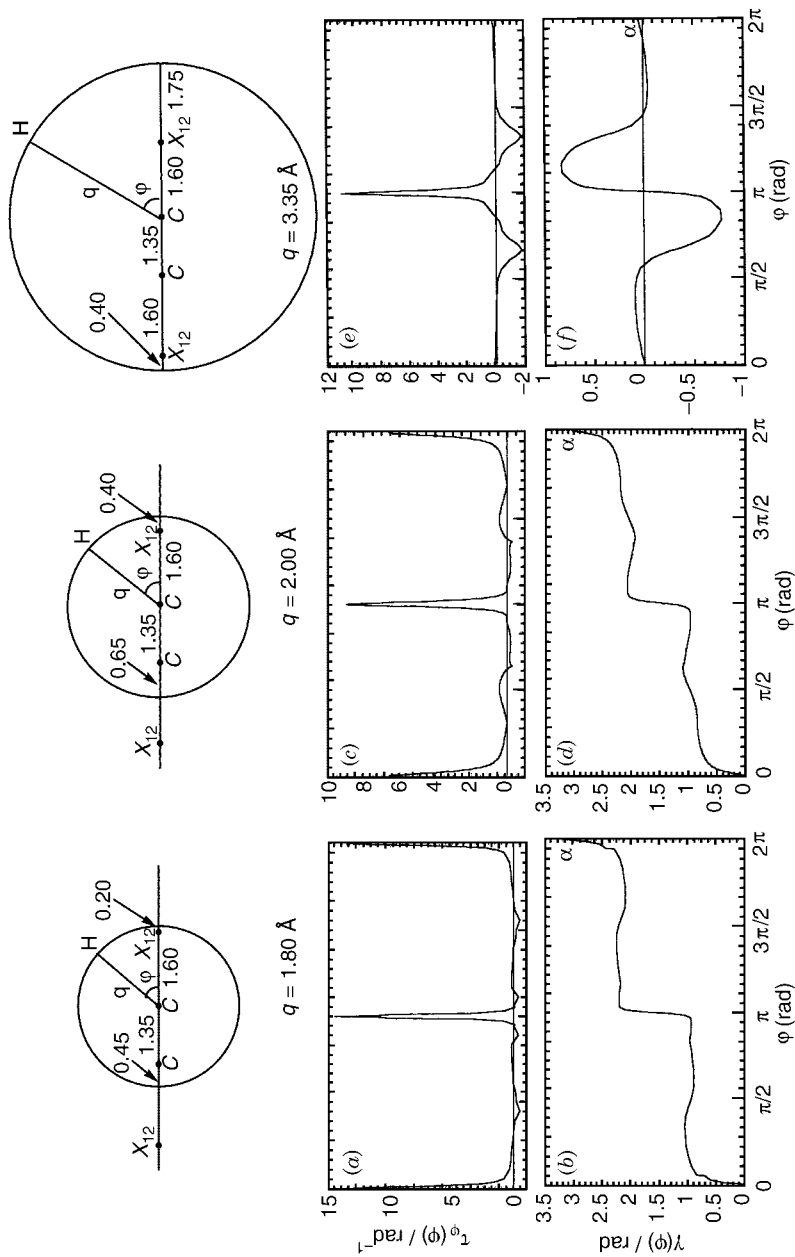 H
q
φ
X12
1.35
C
C
1.60
X12
0.45
0.20
q = 1.80 Å
H
q
φ
X12
1.35
C
C
1.60
X12
0.65
0.40
q = 2.00 Å
H
q
φ
0.40
X12
1.60
C
1.35
C
1.60
X12
1.75
q = 3.35 Å
τφ(φ) / rad⁻¹
15
10
5
0
(a)
10
8
6
4
2
0
(c)
12
10
8
6
4
2
0
−2
(e)
γ(φ) / rad
3.5
3
2.5
2
1.5
1
0.5
0
(b)
α
0
π/2
π
3π/2
2π
φ (rad)
3.5
3
2.5
2
1.5
1
0.5
0
(d)
α
0
π/2
π
3π/2
2π
φ (rad)
1
0.5
0
−0.5
−1
(f)
α
0
π/2
π
3π/2
2π
φ (rad)